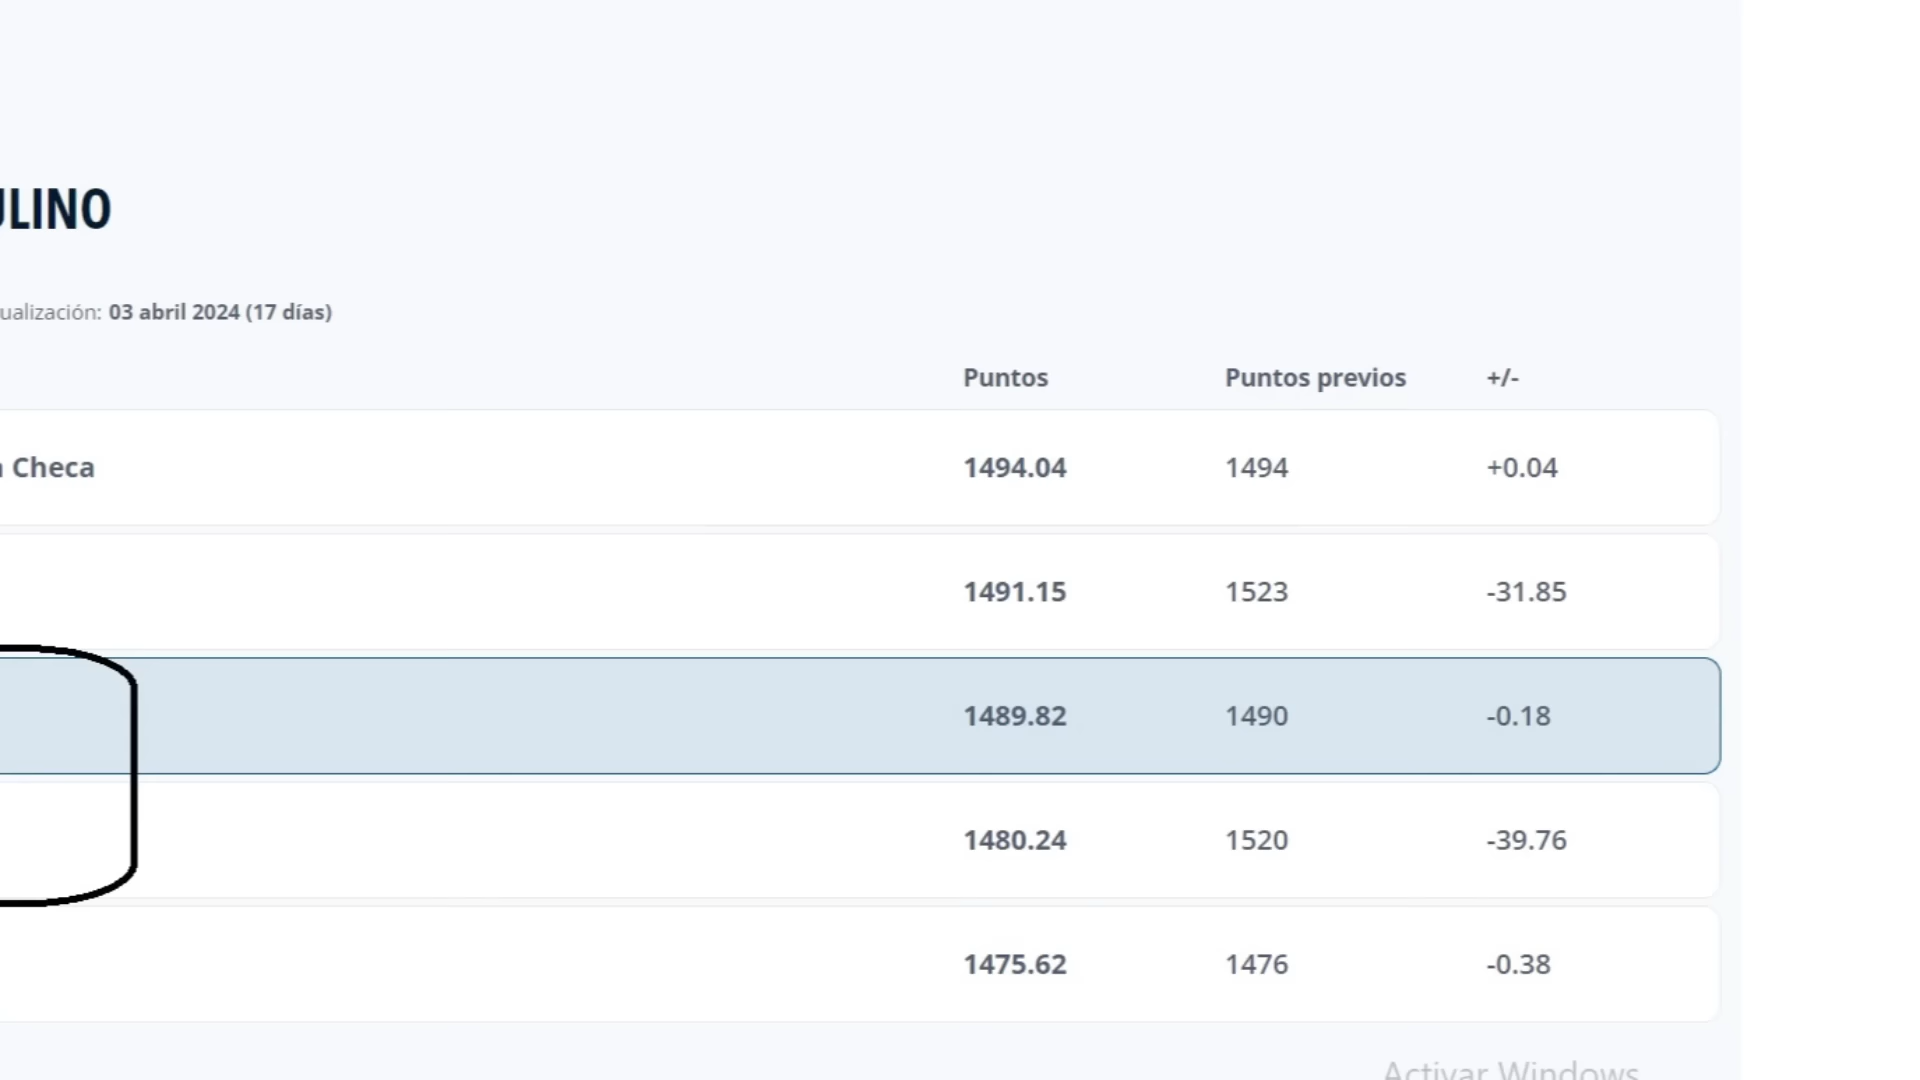 ULINO
ualización: 03 abril 2024 (17 días)
Puntos Puntos previos +/-
Checa 1494.04 1494 +0.04
1491.15 1523 -31.85
1489.82 1490 -0.18
1480.24 1520 -39.76
1475.62 1476 -0.38
Activar Windows